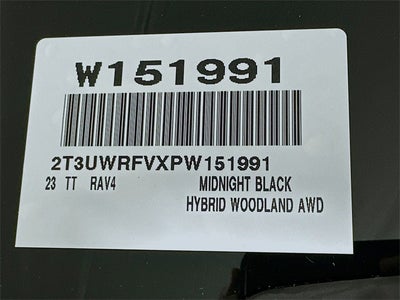 W151991
2T3UWRFVXPW151991
23 TT RAV4 MIDNIGHT BLACK
HYBRID WOODLAND AWD